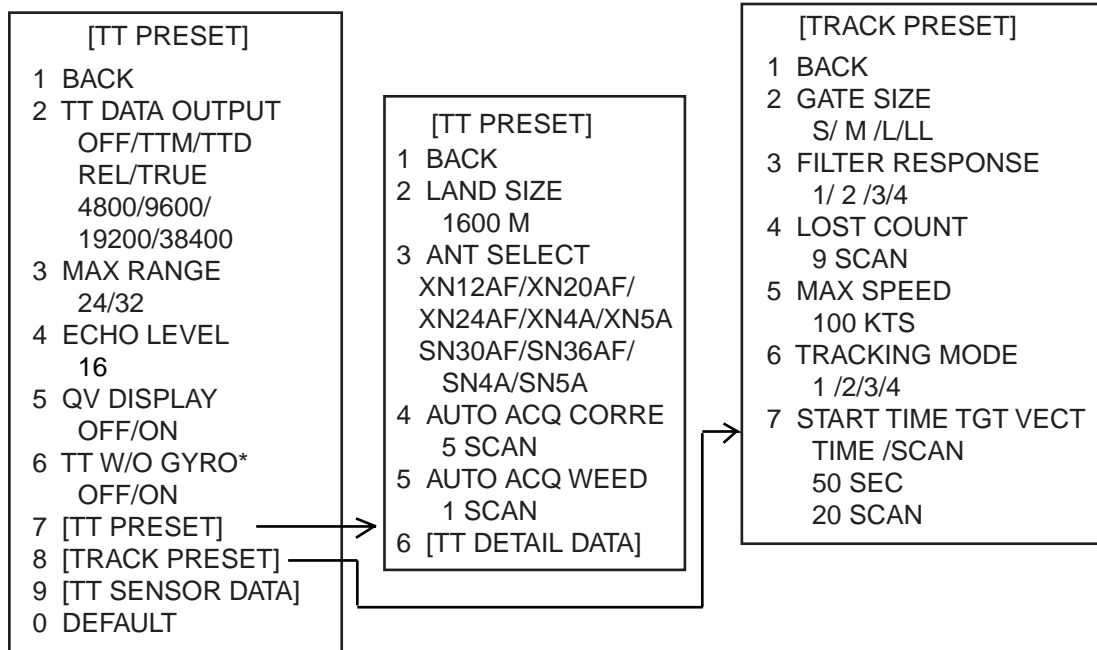 [TT PRESET]
1 BACK
2 TT DATA OUTPUT
OFF/TTM/TTD
REL/TRUE
4800/9600/
19200/38400
3 MAX RANGE
24/32
4 ECHO LEVEL
16
5 QV DISPLAY
OFF/ON
6 TT W/O GYRO*
OFF/ON
7 [TT PRESET]
8 [TRACK PRESET]
9 [TT SENSOR DATA]
0 DEFAULT
[TT PRESET]
1 BACK
2 LAND SIZE
1600 M
3 ANT SELECT
XN12AF/XN20AF/
XN24AF/XN4A/XN5A
SN30AF/SN36AF/
SN4A/SN5A
4 AUTO ACQ CORRE
5 SCAN
5 AUTO ACQ WEED
1 SCAN
6 [TT DETAIL DATA]
[TRACK PRESET]
1 BACK
2 GATE SIZE
S/ M /L/LL
3 FILTER RESPONSE
1/ 2 /3/4
4 LOST COUNT
9 SCAN
5 MAX SPEED
100 KTS
6 TRACKING MODE
1 /2/3/4
7 START TIME TGT VECT
TIME /SCAN
50 SEC
20 SCAN